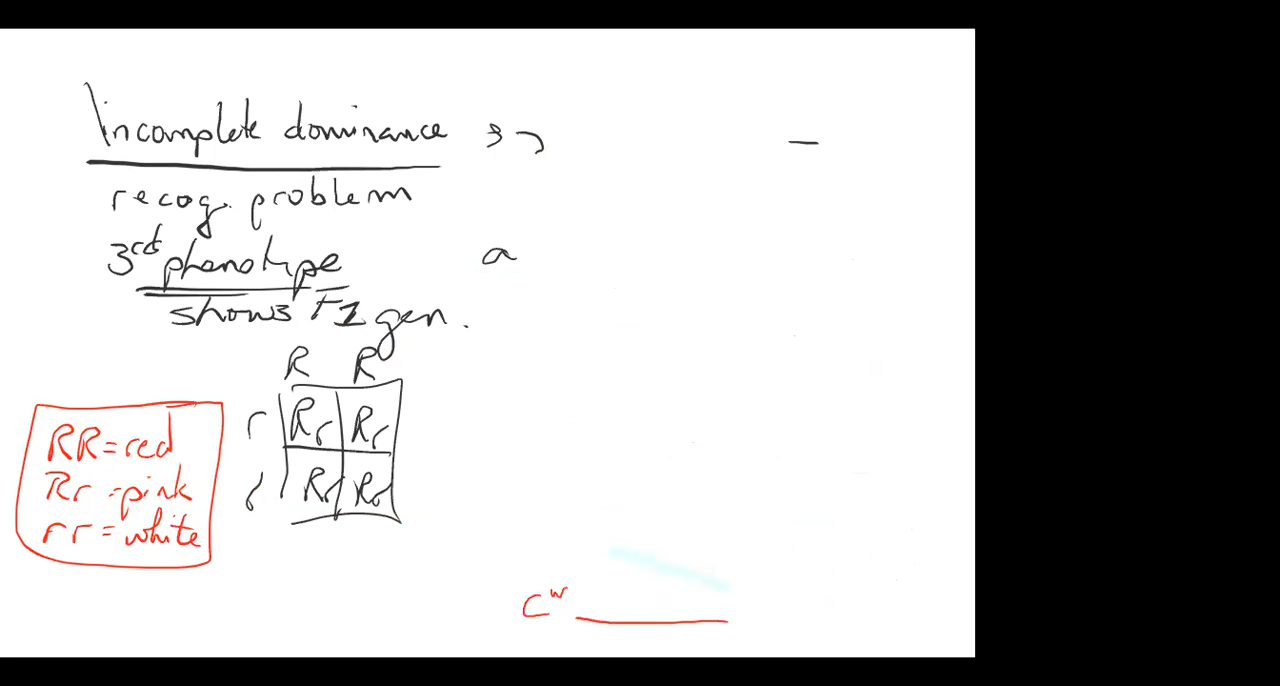 Incomplete dominance
recog. problem
3rd phenotype
a
shows F1 gen.
R R
r Rr Rr
r Rr Rr
RR = red
Rr = pink
rr = white
C^w